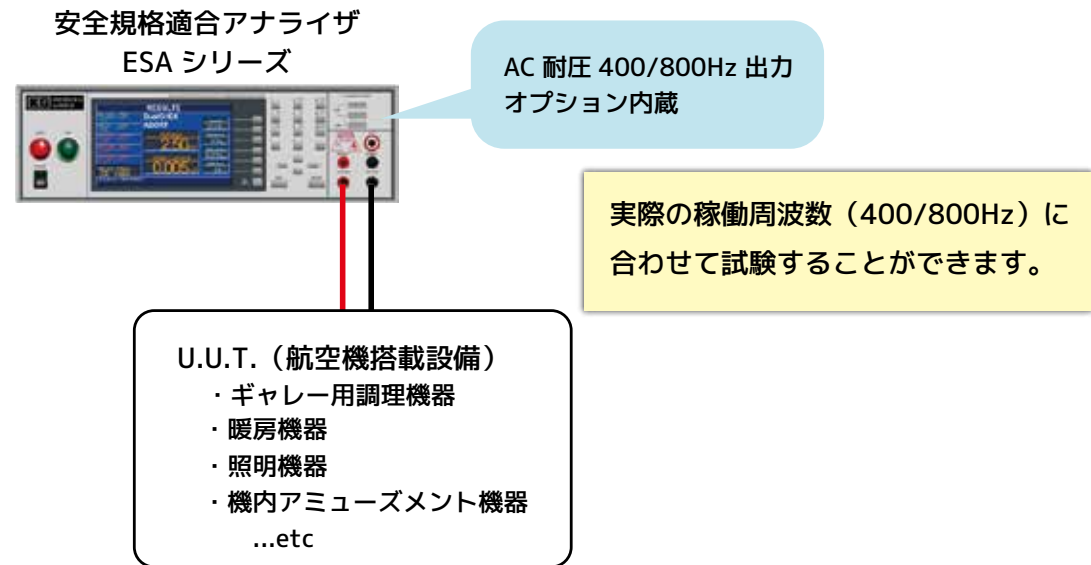 安全規格適合アナライザ
ESA シリーズ
AC 耐圧 400/800Hz 出力
オプション内蔵
RESULTS
実際の稼働周波数（400/800Hz）に
合わせて試験することができます。
U.U.T.（航空機搭載設備）
・ギャレー用調理機器
・暖房機器
・照明機器
・機内アミューズメント機器
...etc